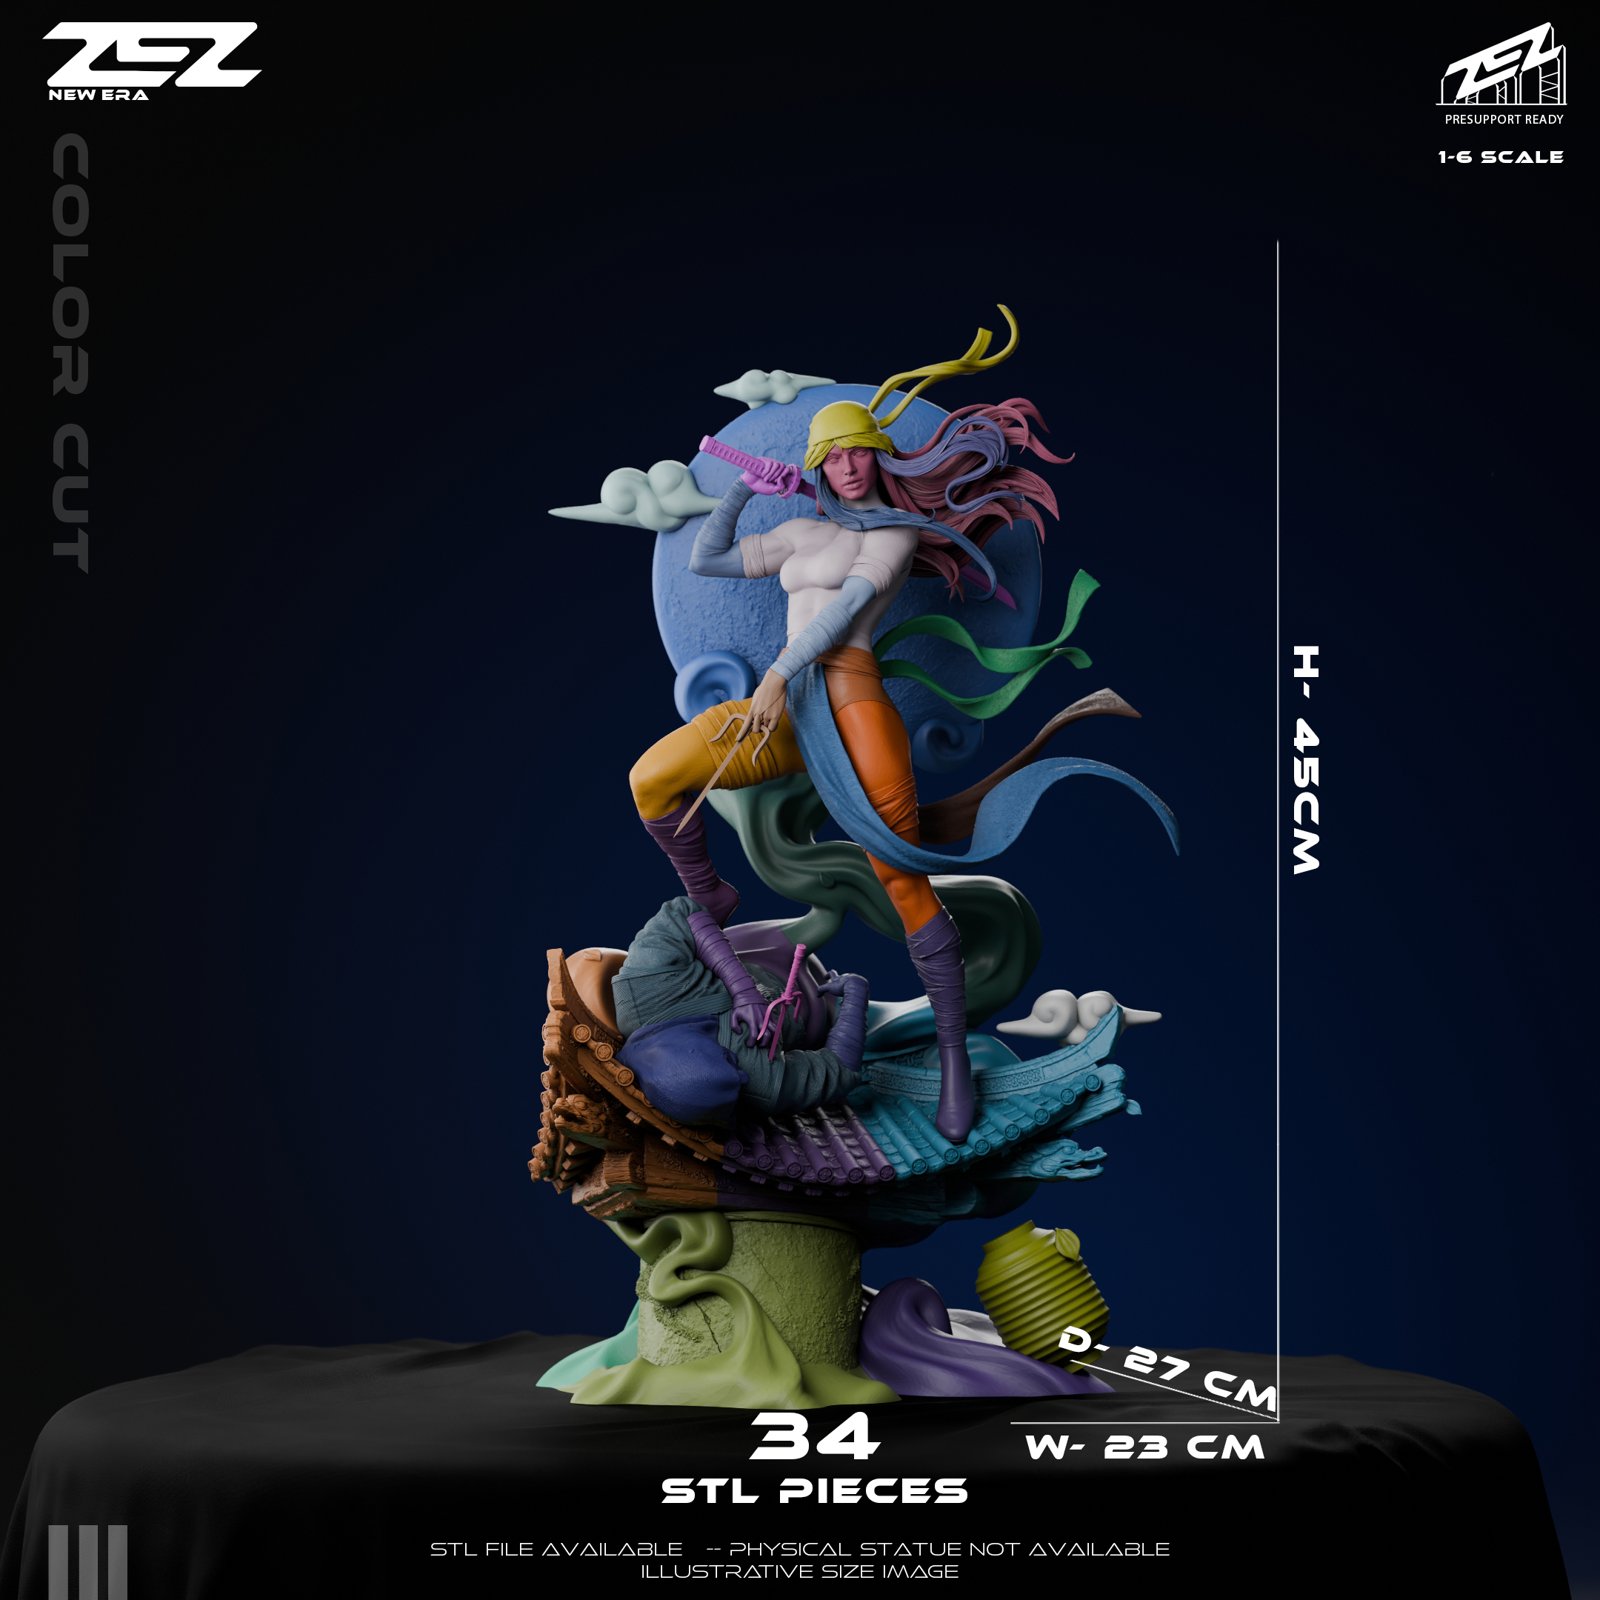 ZSZ
NEW ERA
COLOR CUT
ZSZ
PRESUPPORT READY
1-6 SCALE
H- 45CM
D- 27 CM
W- 23 CM
34
STL PIECES
STL FILE AVAILABLE -- PHYSICAL STATUE NOT AVAILABLE
ILLUSTRATIVE SIZE IMAGE